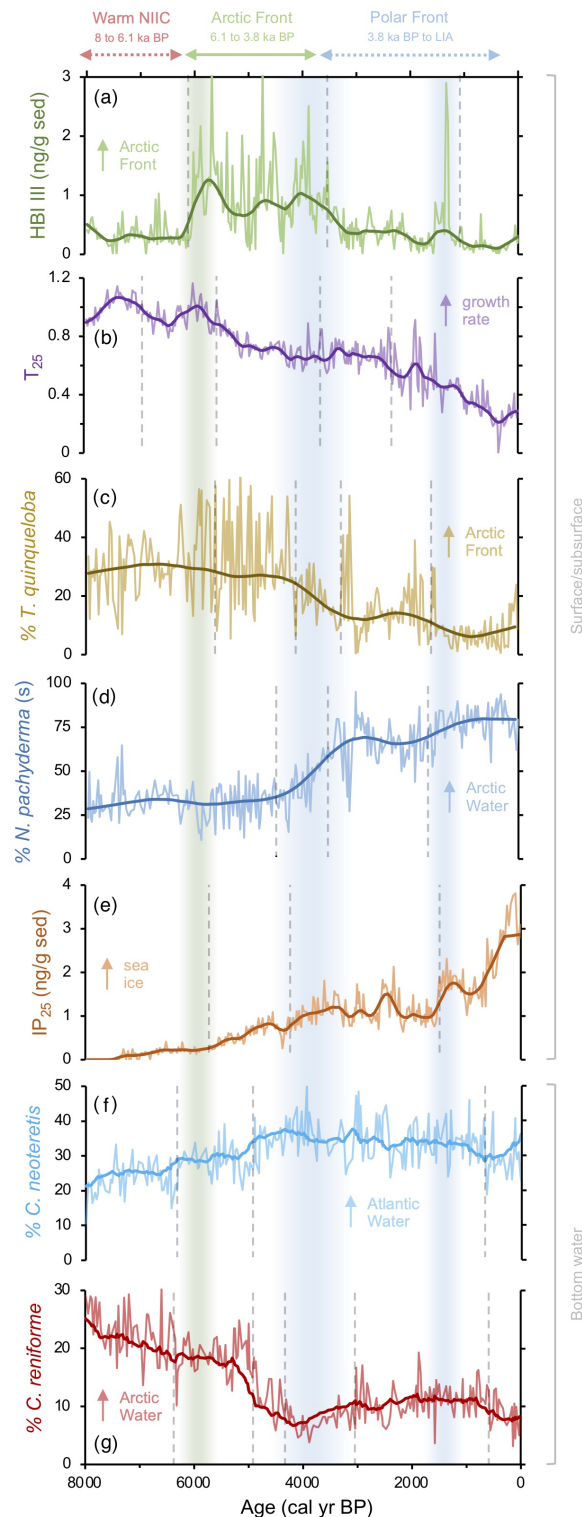 Warm NIIC
8 to 6.1 ka BP
Arctic Front
6.1 to 3.8 ka BP
Polar Front
3.8 ka BP to LIA
(a)
HBI III (ng/g sed)
3
2
1
0
Arctic
Front
(b)
T25
1.2
0.8
0.4
0
growth
rate
(c)
% T. quinqueloba
60
40
20
0
Arctic
Front
Surface/subsurface
(d)
% N. pachyderma (s)
100
75
50
25
0
Arctic
Water
(e)
IP25 (ng/g sed)
4
3
2
1
0
sea
ice
(f)
% C. neoteretis
50
40
30
20
10
0
Atlantic
Water
Bottom water
% C. reniforme
30
20
10
0
Arctic
Water
(g)
8000
6000
4000
2000
0
Age (cal yr BP)